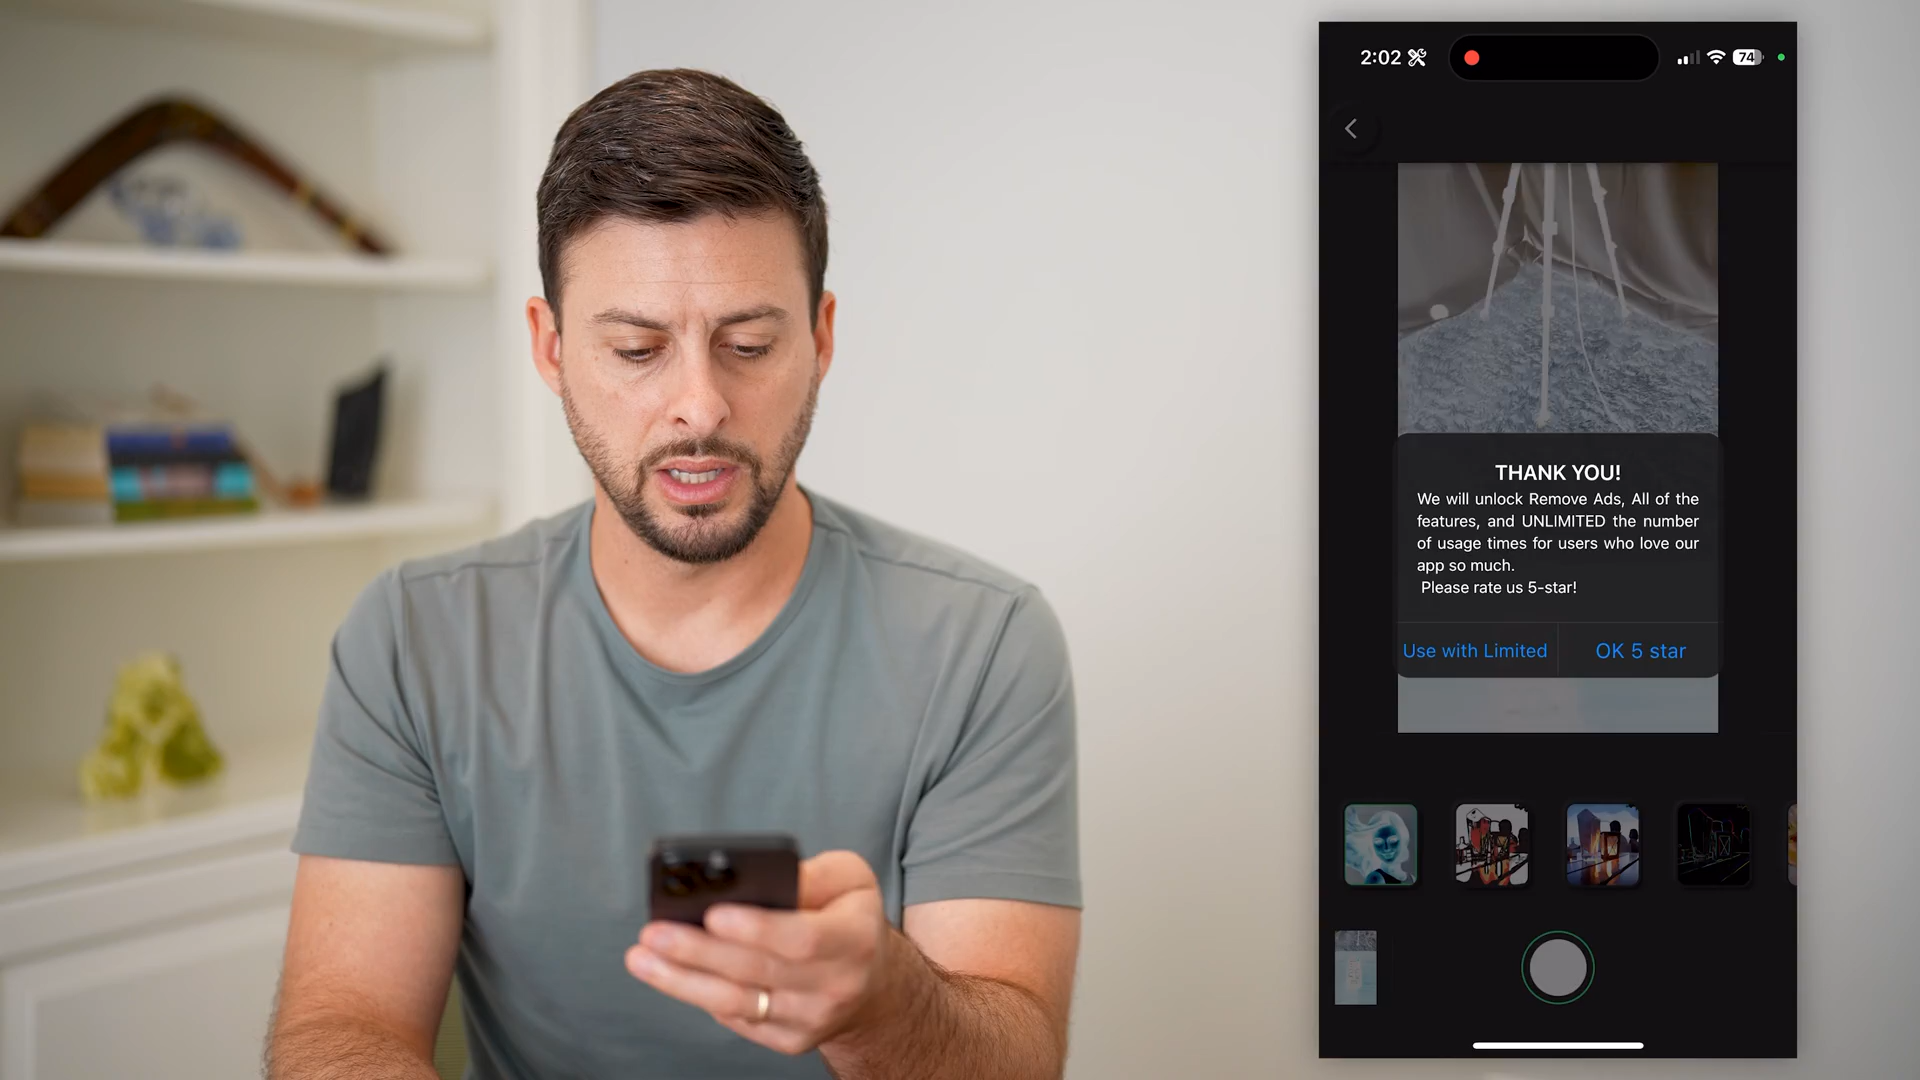 2:02
74
THANK YOU!
We will unlock Remove Ads, All of the
features, and UNLIMITED the number
of usage times for users who love our
app so much.
Please rate us 5-star!
Use with Limited
OK 5 star